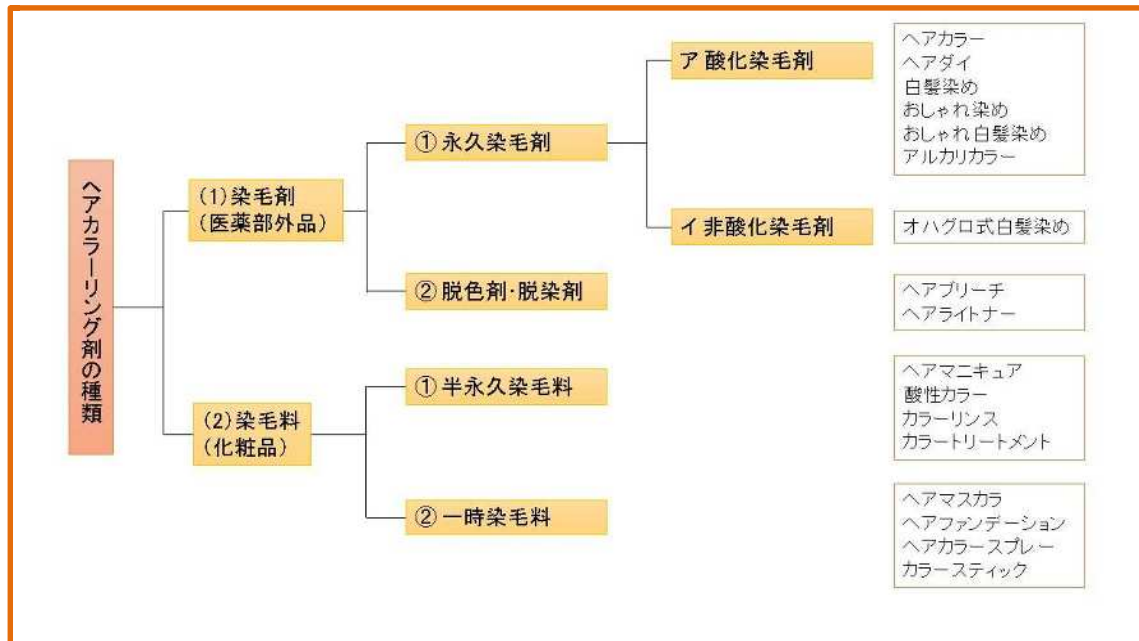 ヘアカラーリング剤の種類
(1)染毛剤
(医薬部外品)
①永久染毛剤
ア 酸化染毛剤
ヘアカラー
ヘアダイ
白髪染め
おしゃれ染め
おしゃれ白髪染め
アルカリカラー
イ 非酸化染毛剤
オハグロ式白髪染め
②脱色剤・脱染剤
ヘアブリーチ
ヘアライトナー
(2)染毛料
(化粧品)
①半永久染毛料
ヘアマニキュア
酸性カラー
カラーリンス
カラートリートメント
②一時染毛料
ヘアマスカラ
ヘアファンデーション
ヘアカラースプレー
カラースティック